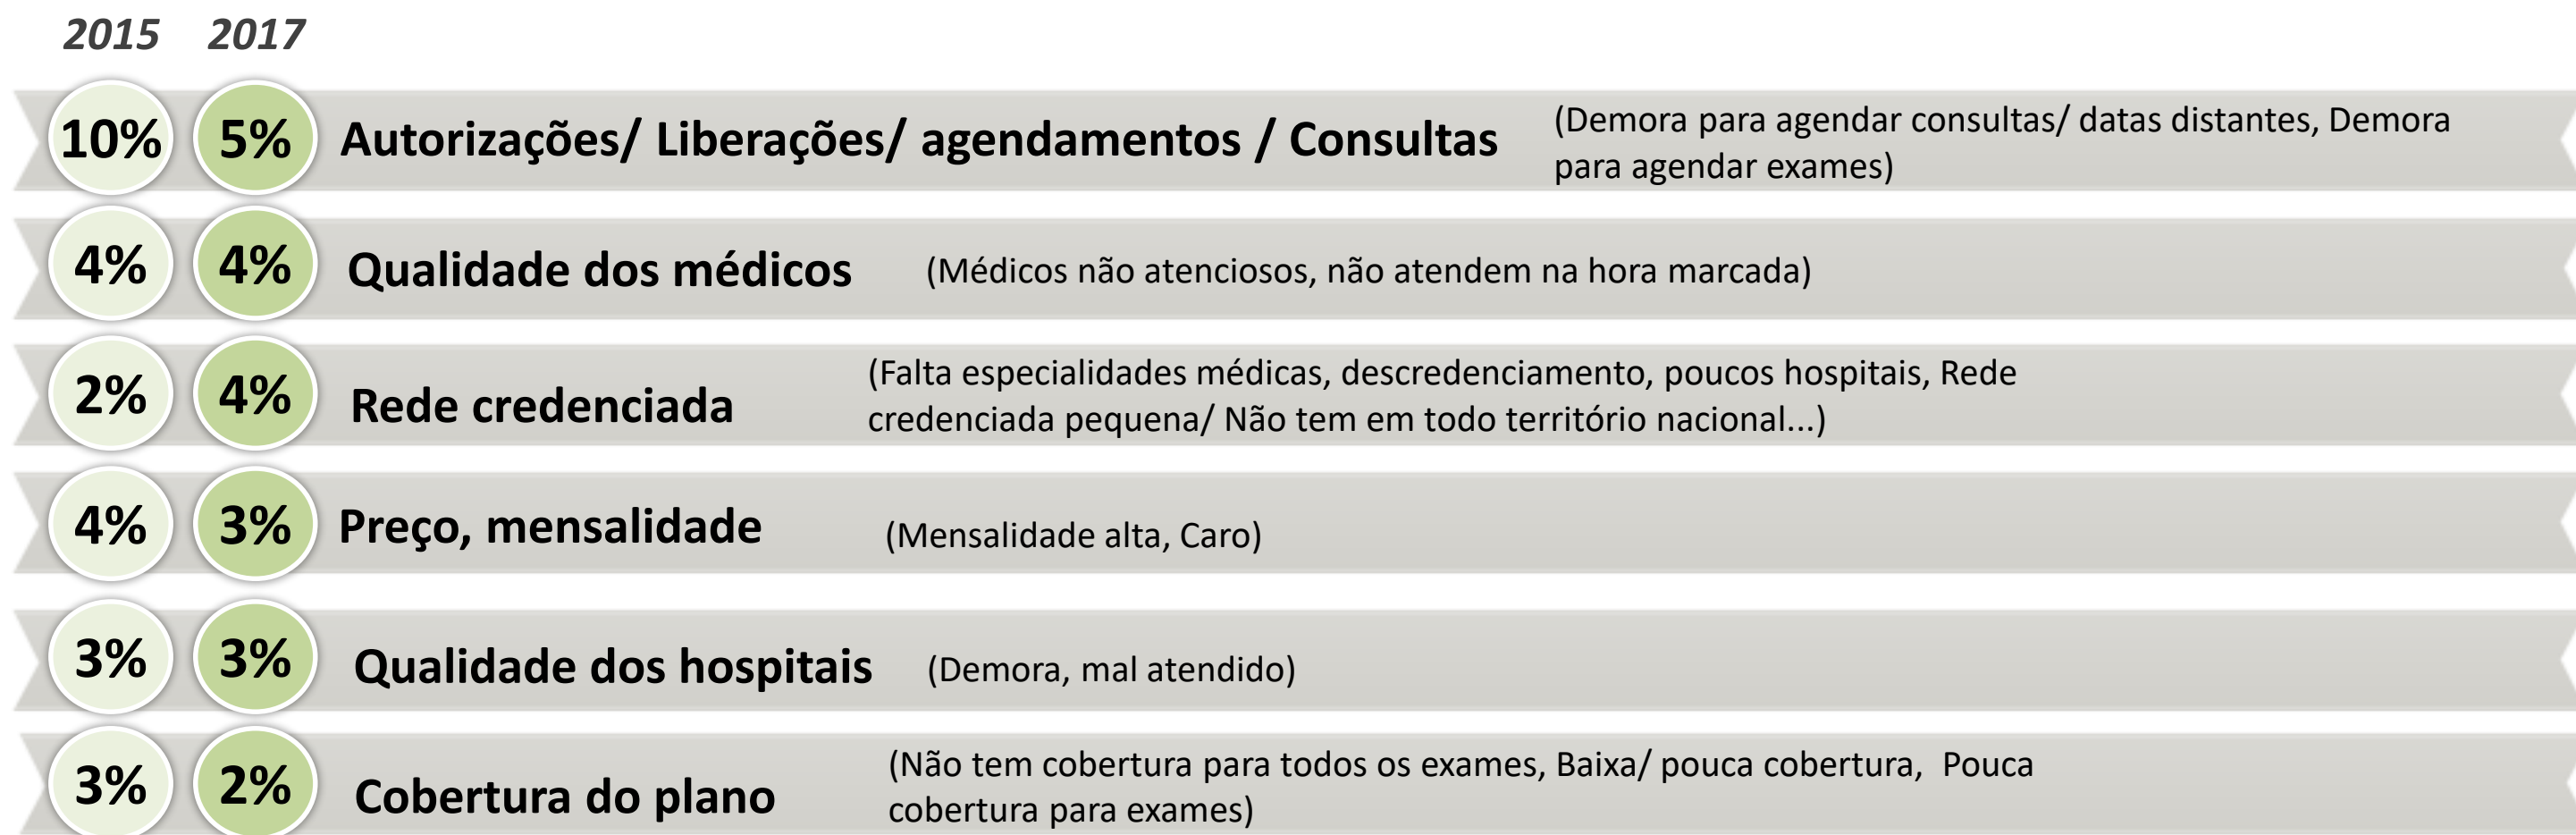 2015 2017
10% 5% Autorizações/ Liberações/ agendamentos / Consultas
(Demora para agendar consultas/ datas distantes, Demora
para agendar exames)
4% 4% Qualidade dos médicos (Médicos não atenciosos, não atendem na hora marcada)
2% 4% Rede credenciada
(Falta especialidades médicas, descredenciamento, poucos hospitais, Rede
credenciada pequena/ Não tem em todo território nacional...)
4% 3% Preço, mensalidade (Mensalidade alta, Caro)
3% 3% Qualidade dos hospitais (Demora, mal atendido)
3% 2% Cobertura do plano
(Não tem cobertura para todos os exames, Baixa/ pouca cobertura,  Pouca
cobertura para exames)